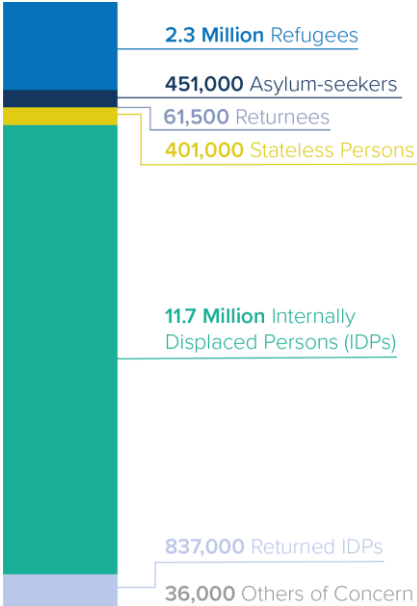 2.3 Million Refugees
451,000 Asylum-seekers
61,500 Returnees
401,000 Stateless Persons
11.7 Million Internally
Displaced Persons (IDPs)
837,000 Returned IDPs
36,000 Others of Concern